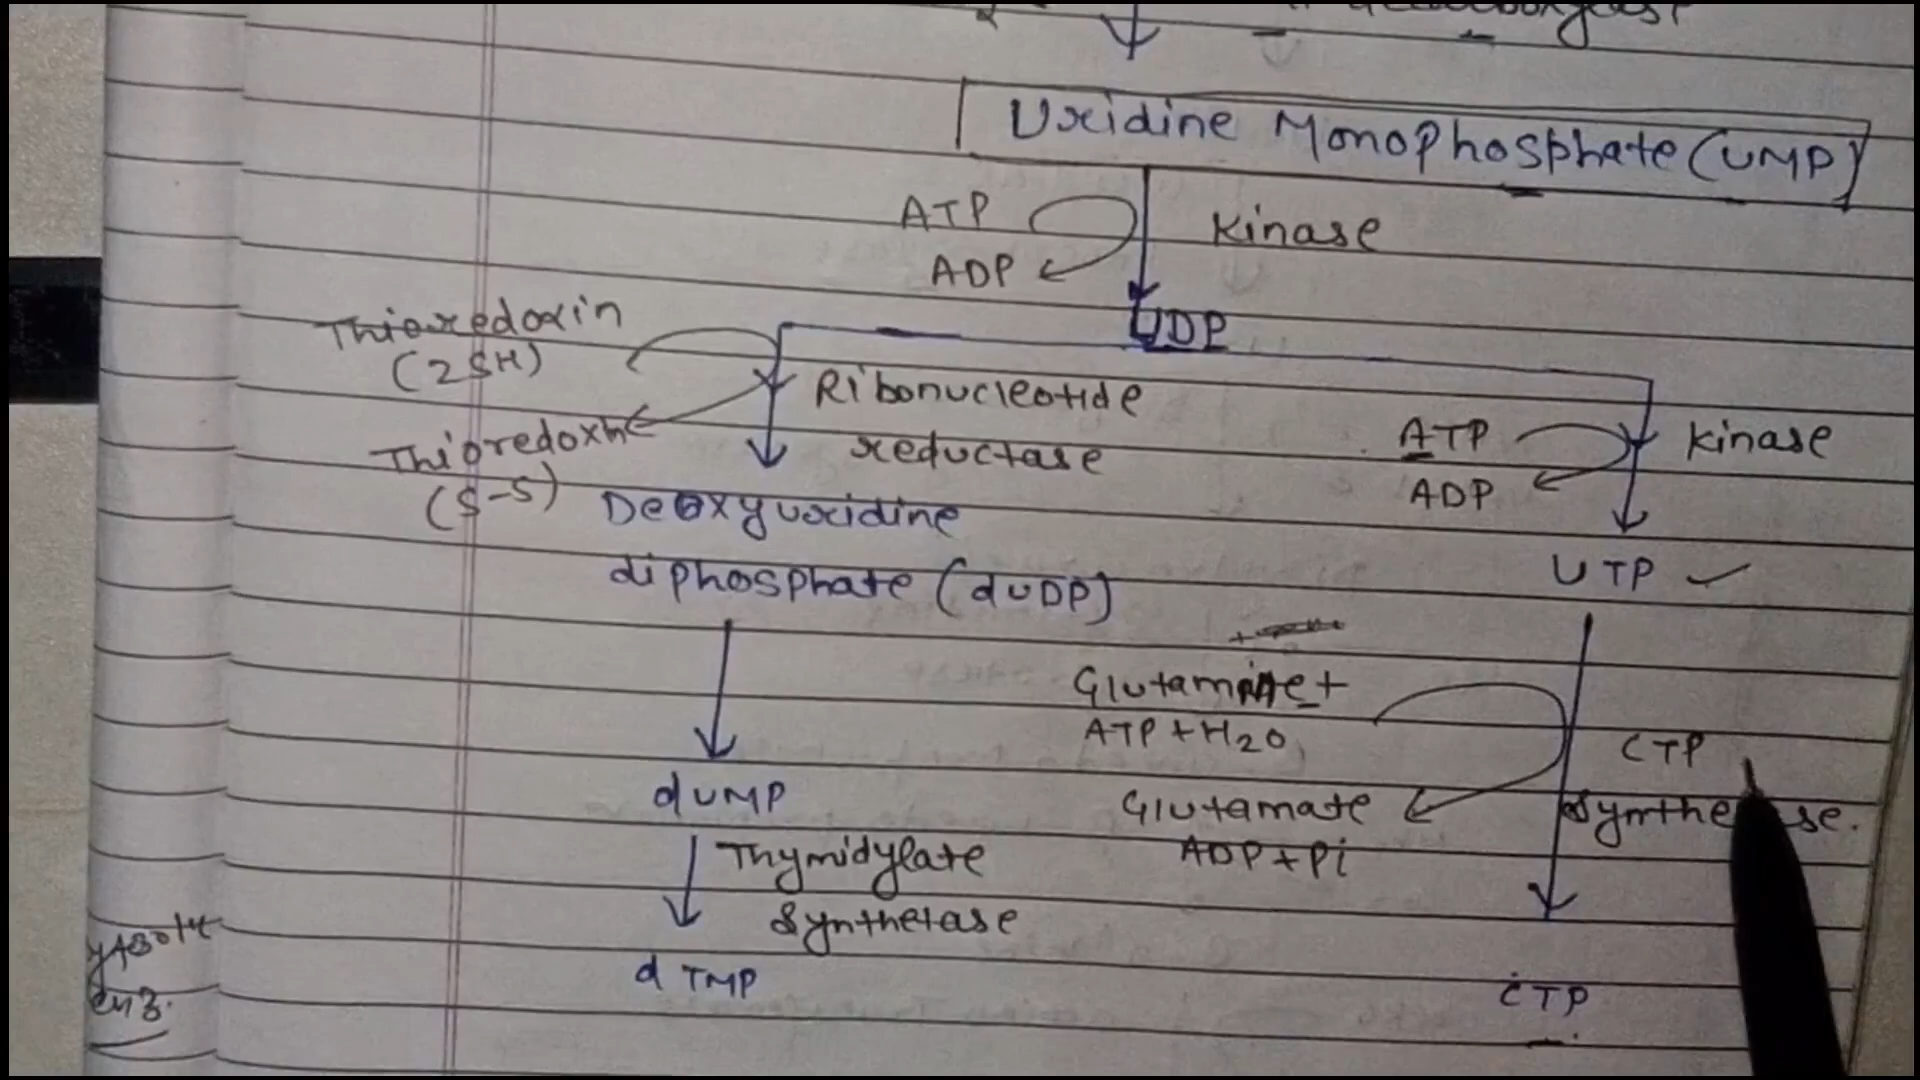 Uridine Monophosphate (UMP)
ATP
Kinase
ADP
UDP
Thioredoxin
(2SH)
Ribonucleotide
reductase
Thioredoxin
(S-S)
ATP
Kinase
ADP
Deoxyuridine
diphosphate (dUDP)
UTP
Glutamine +
ATP + H2O
CTP
Synthetase.
dUMP
Glutamate
ADP + Pi
Thymidylate
Synthetase
dTMP
CTP